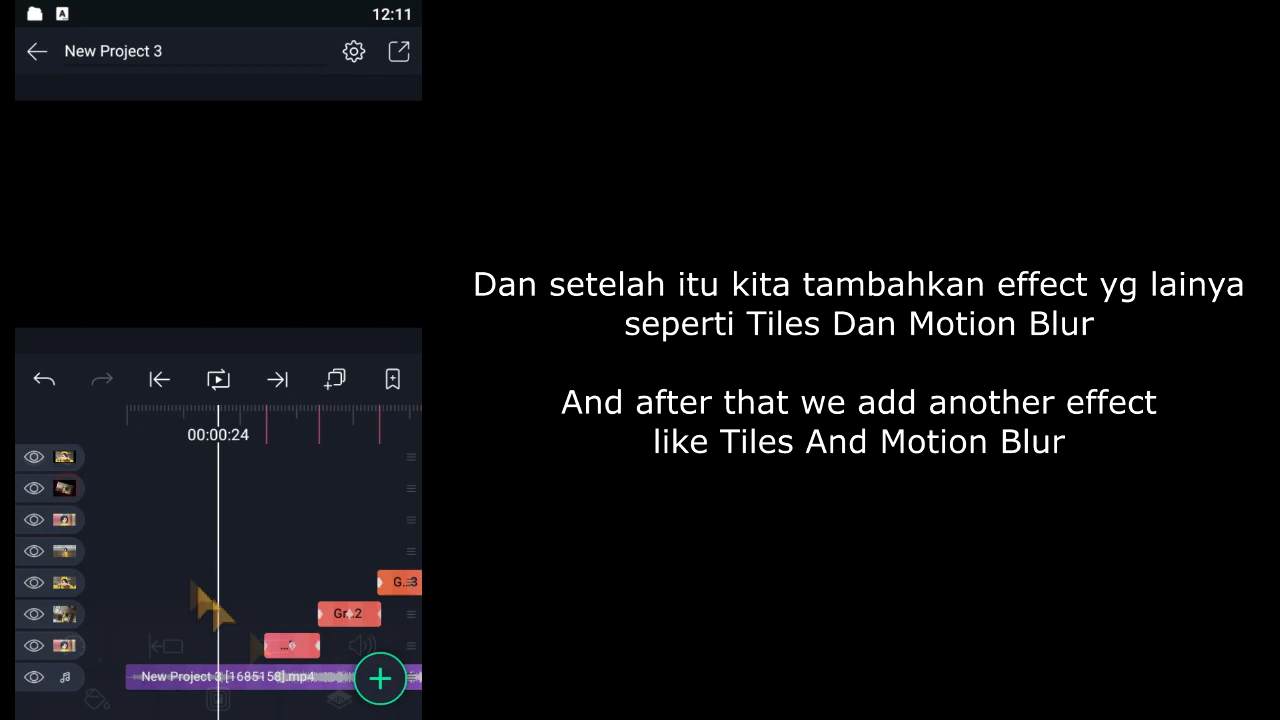 12:11
New Project 3
Dan setelah itu kita tambahkan effect yg lainya
seperti Tiles Dan Motion Blur
And after that we add another effect
like Tiles And Motion Blur
00:00:24
G...3
Gr..2
New Project 3 [1685158].mp4